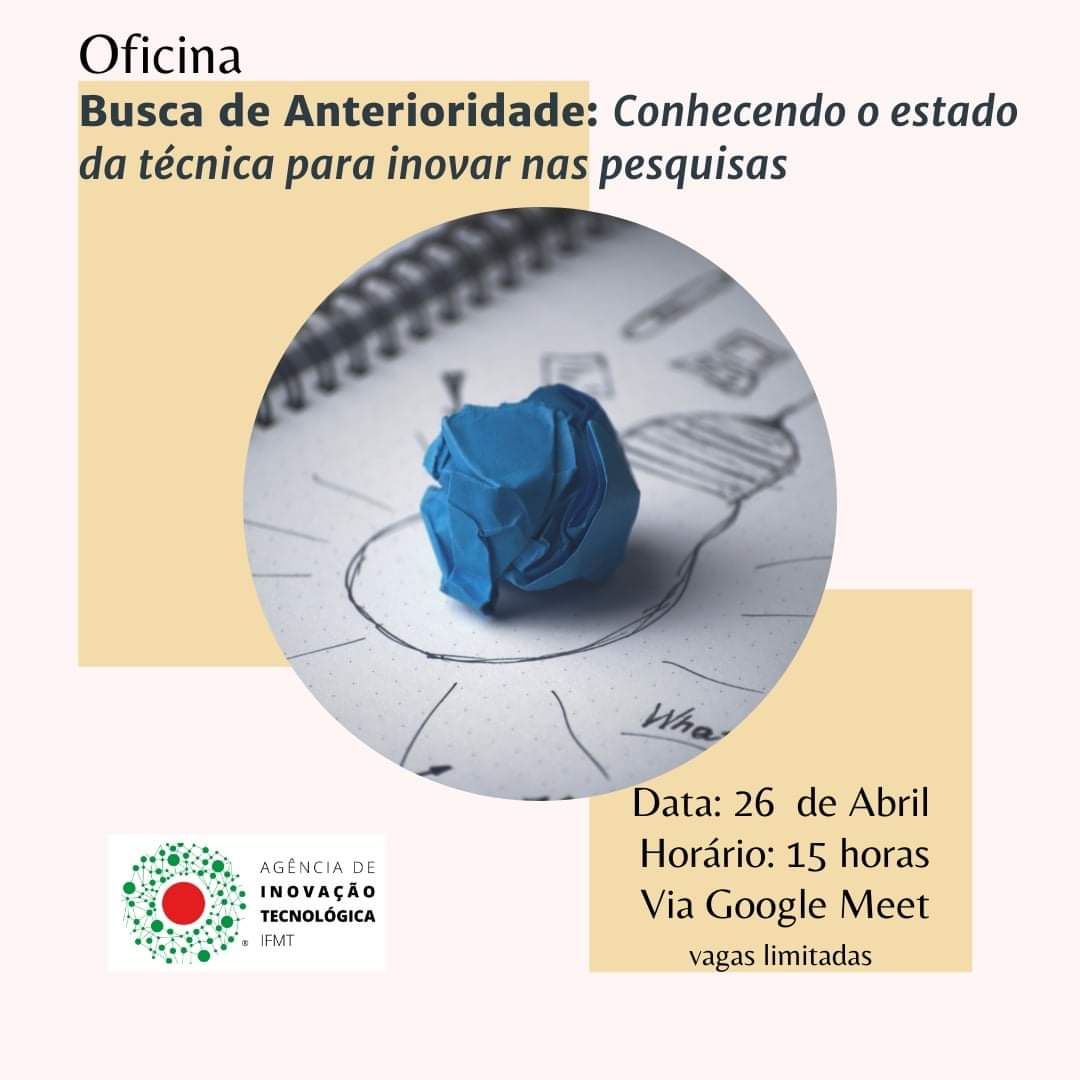 Oficina
Busca de Anterioridade: Conhecendo o estado
da técnica para inovar nas pesquisas
Data: 26 de Abril
Horário: 15 horas
Via Google Meet
vagas limitadas
AGÊNCIA DE
INOVAÇÃO
TECNOLÓGICA
® IFMT